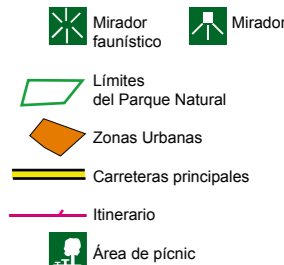 Mirador faunístico
Mirador
Límites
del Parque Natural
Zonas Urbanas
Carreteras principales
Itinerario
Área de pícnic